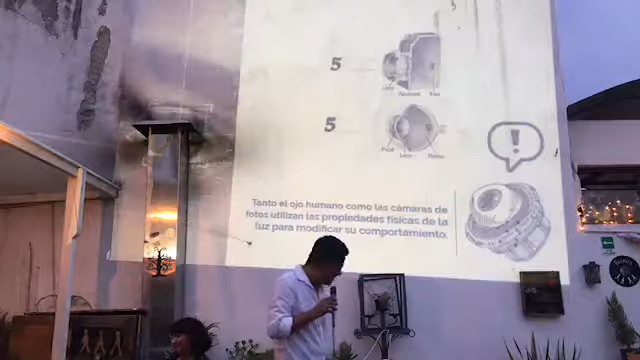 5
5
Tanto el ojo humano como las cámaras de
fotos utilizan las propiedades físicas de la
luz para modificar su comportamiento.
!